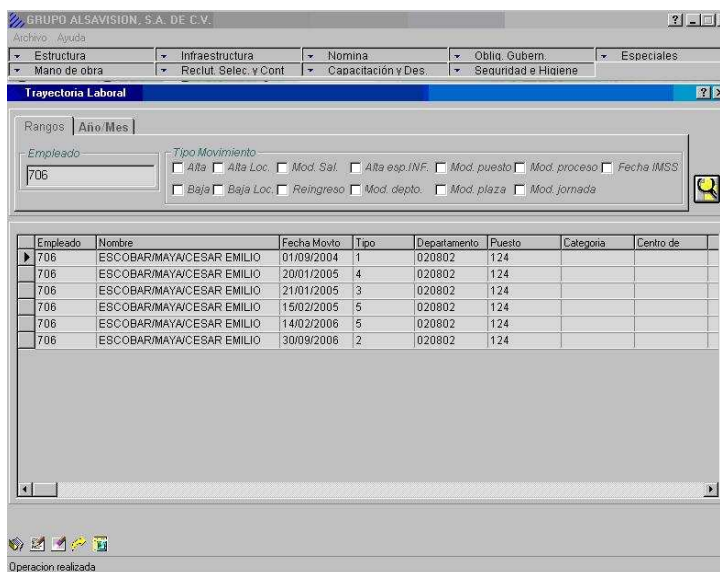 GRUPO ALSAVISION, S.A. DE C.V.
Archivo Ayuda
Estructura Infraestructura Nomina Oblig. Gubern. Especiales
Mano de obra Reclut. Selec. y Cont Capacitación y Des. Seguridad e Higiene
Trayectoria Laboral
Rangos Año/Mes
Empleado Tipo Movimiento
706 Alta Alta Loc. Mod. Sal. Alta esp.INF. Mod. puesto Mod. proceso Fecha IMSS
Baja Baja Loc. Reingreso Mod. depto. Mod. plaza Mod. jornada
Empleado Nombre Fecha Movto Tipo Departamento Puesto Categoria Centro de
706 ESCOBAR/MAYA/CESAR EMILIO 01/09/2004 1 020802 124
706 ESCOBAR/MAYA/CESAR EMILIO 20/01/2005 4 020802 124
706 ESCOBAR/MAYA/CESAR EMILIO 21/01/2005 3 020802 124
706 ESCOBAR/MAYA/CESAR EMILIO 15/02/2005 5 020802 124
706 ESCOBAR/MAYA/CESAR EMILIO 14/02/2006 5 020802 124
706 ESCOBAR/MAYA/CESAR EMILIO 30/09/2006 2 020802 124
Operacion realizada